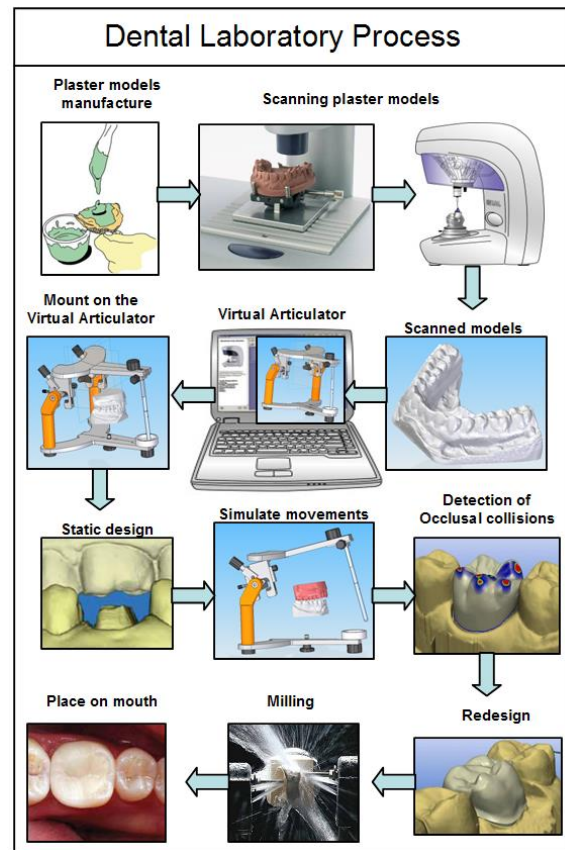 Dental Laboratory Process
Plaster models
manufacture
Scanning plaster models
Mount on the
Virtual Articulator
Virtual Articulator
Scanned models
Static design
Simulate movements
Detection of
Occlusal collisions
Place on mouth
Milling
Redesign